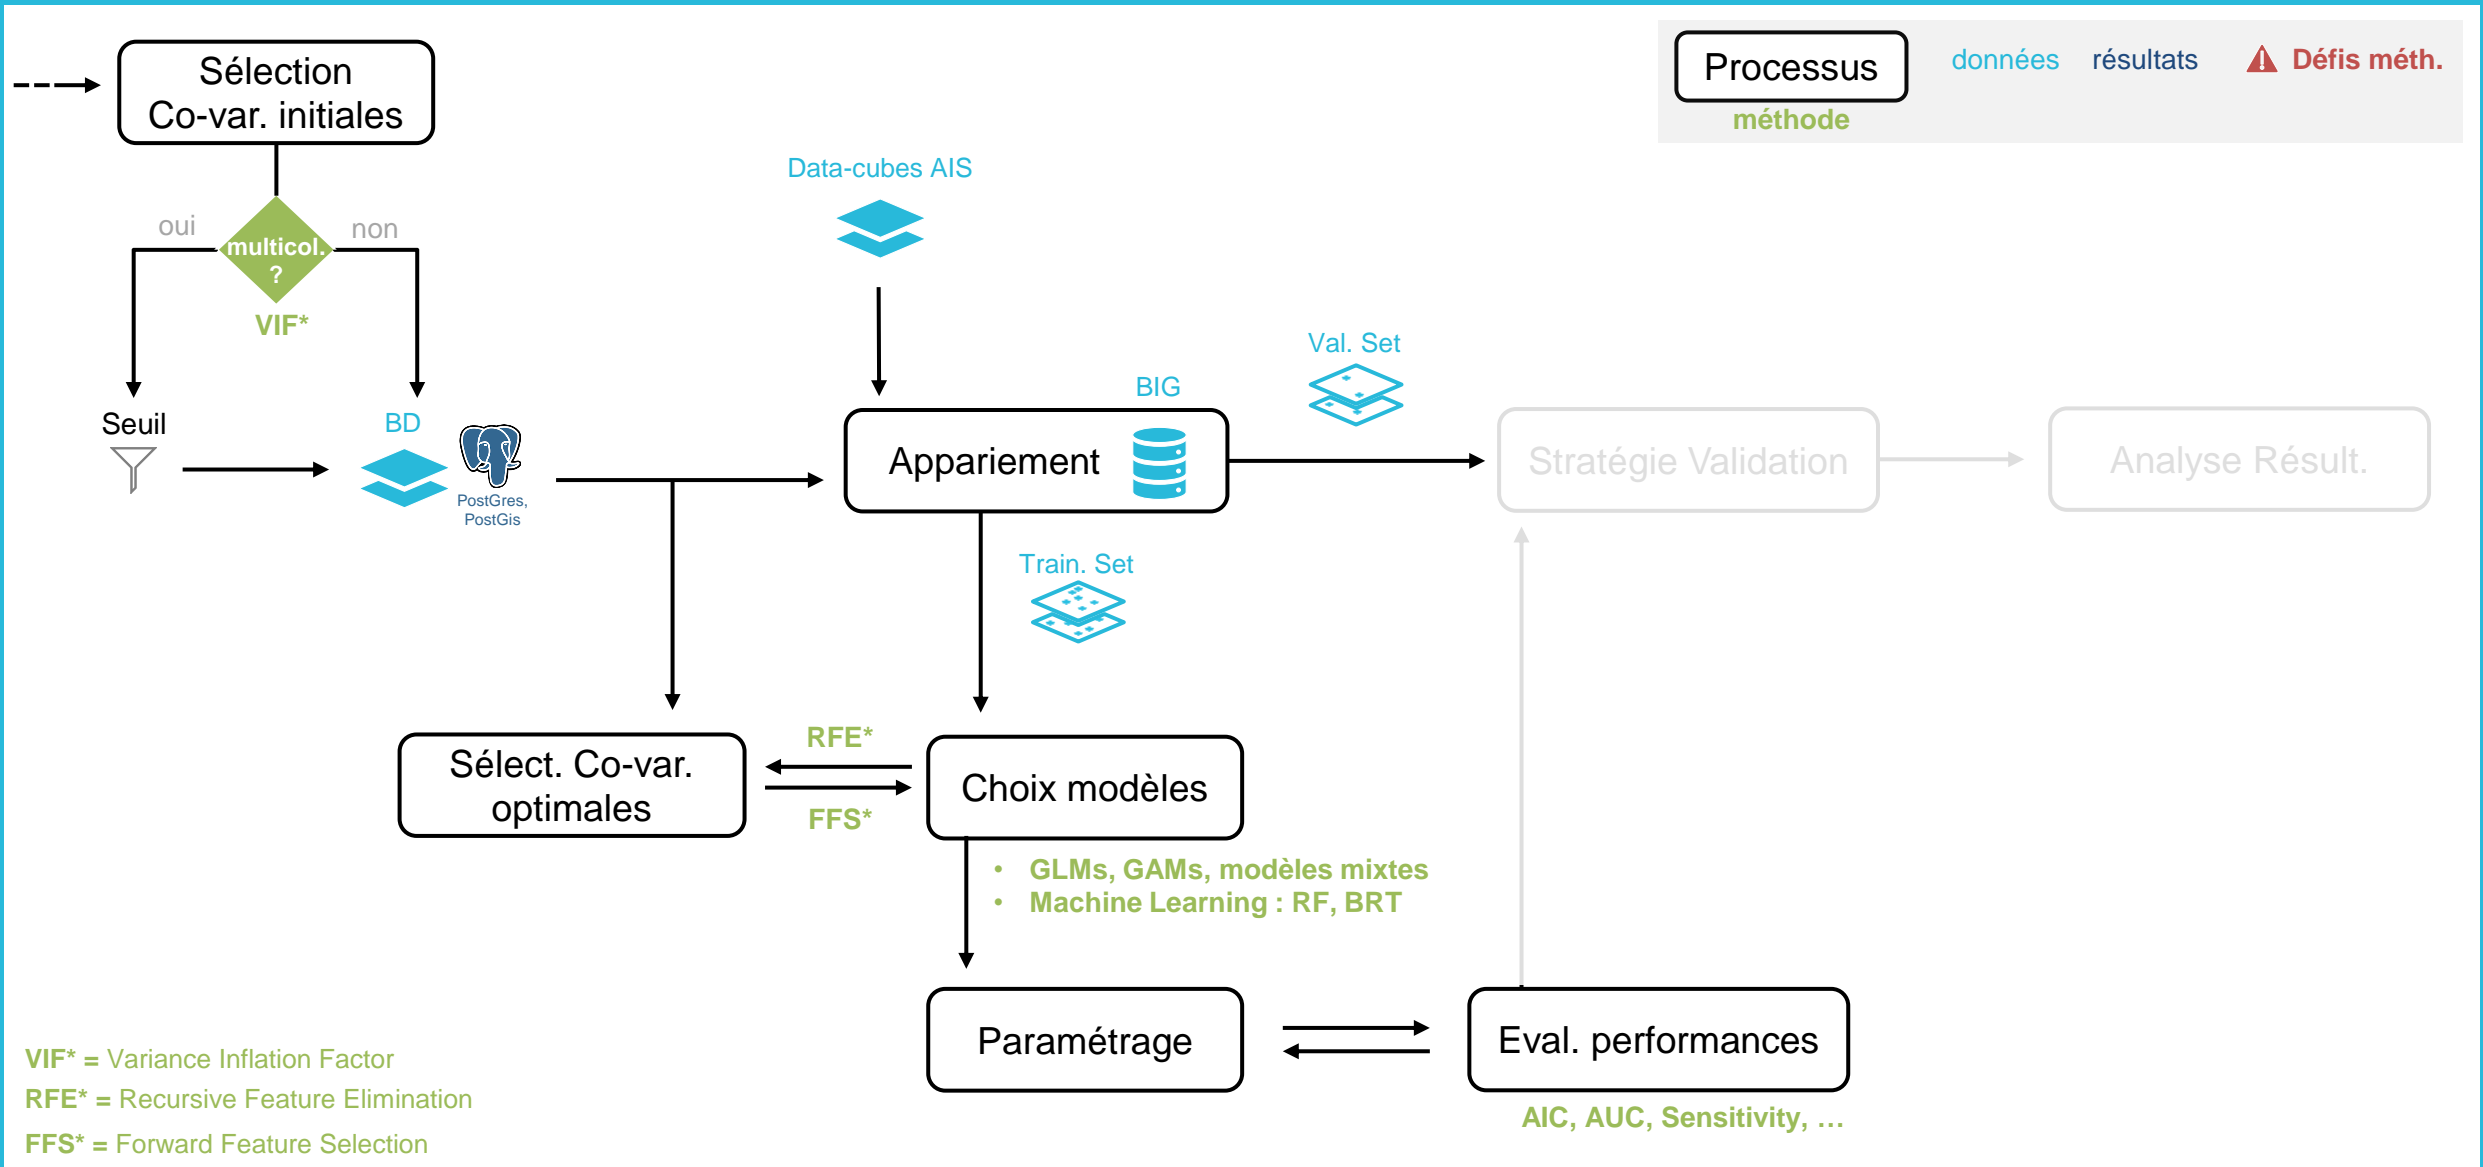 Sélection
Co-var. initiales
Processus
méthode
données
résultats
Défis méth.
oui
multicol.
?
non
VIF*
Data-cubes AIS
Seuil
BD
PostGres,
PostGis
BIG
Appariement
Val. Set
Stratégie Validation
Analyse Résult.
Train. Set
Sélect. Co-var.
optimales
RFE*
FFS*
Choix modèles
• GLMs, GAMs, modèles mixtes
• Machine Learning : RF, BRT
Paramétrage
Eval. performances
AIC, AUC, Sensitivity, …
VIF* = Variance Inflation Factor
RFE* = Recursive Feature Elimination
FFS* = Forward Feature Selection